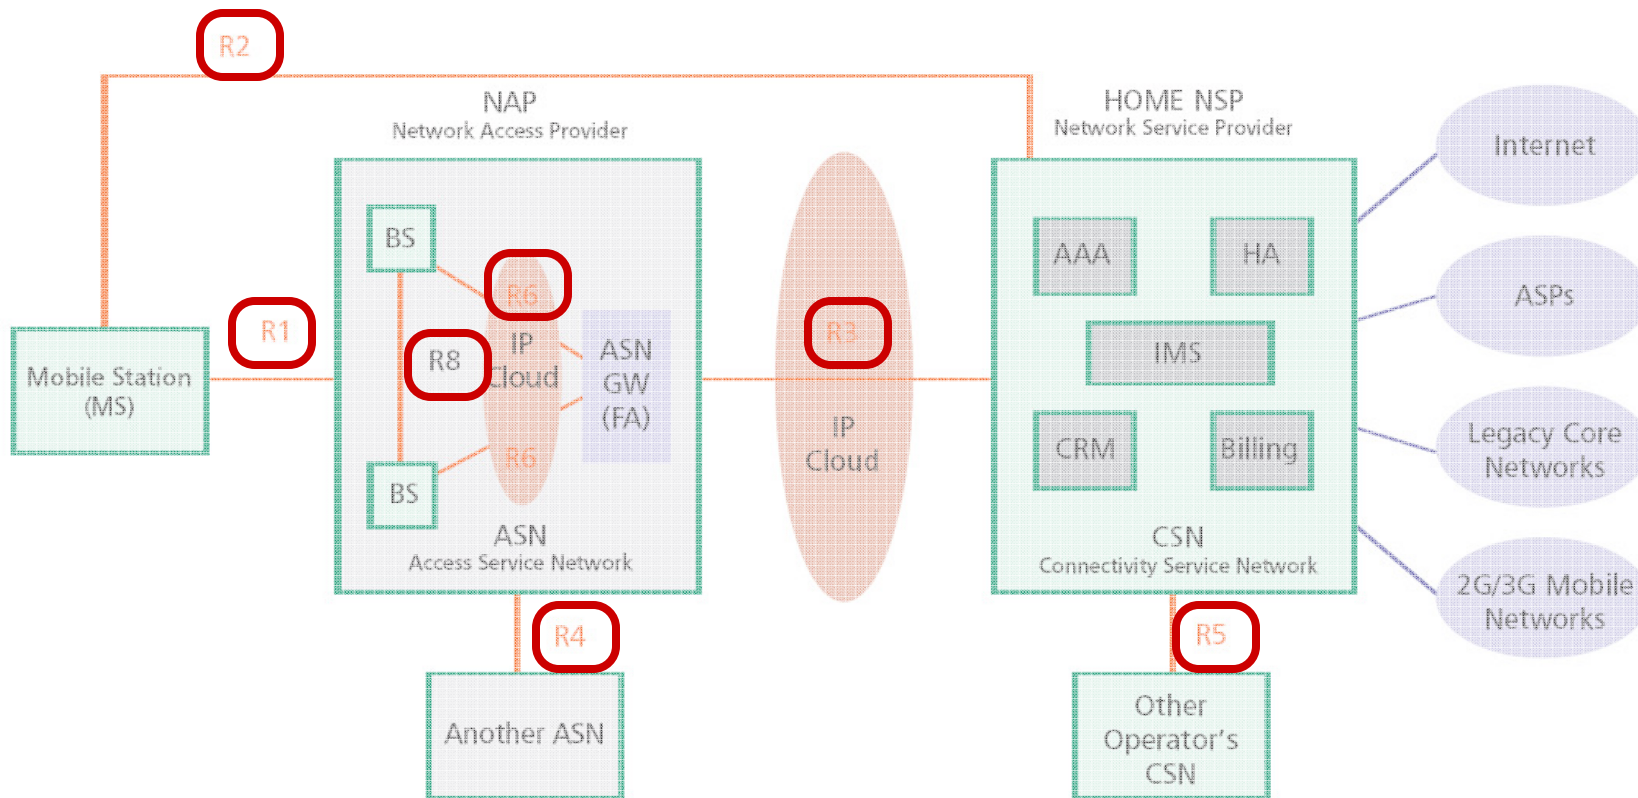 R2
NAP
Network Access Provider
HOME NSP
Network Service Provider
Internet
BS
AAA
HA
R6
ASPs
R1
R3
R8
IP
Cloud
ASN
GW
(FA)
IMS
Mobile Station
(MS)
IP
Cloud
CRM
Billing
Legacy Core
Networks
R6
BS
ASN
Access Service Network
CSN
Connectivity Service Network
2G/3G Mobile
Networks
R4
R5
Another ASN
Other
Operator's
CSN